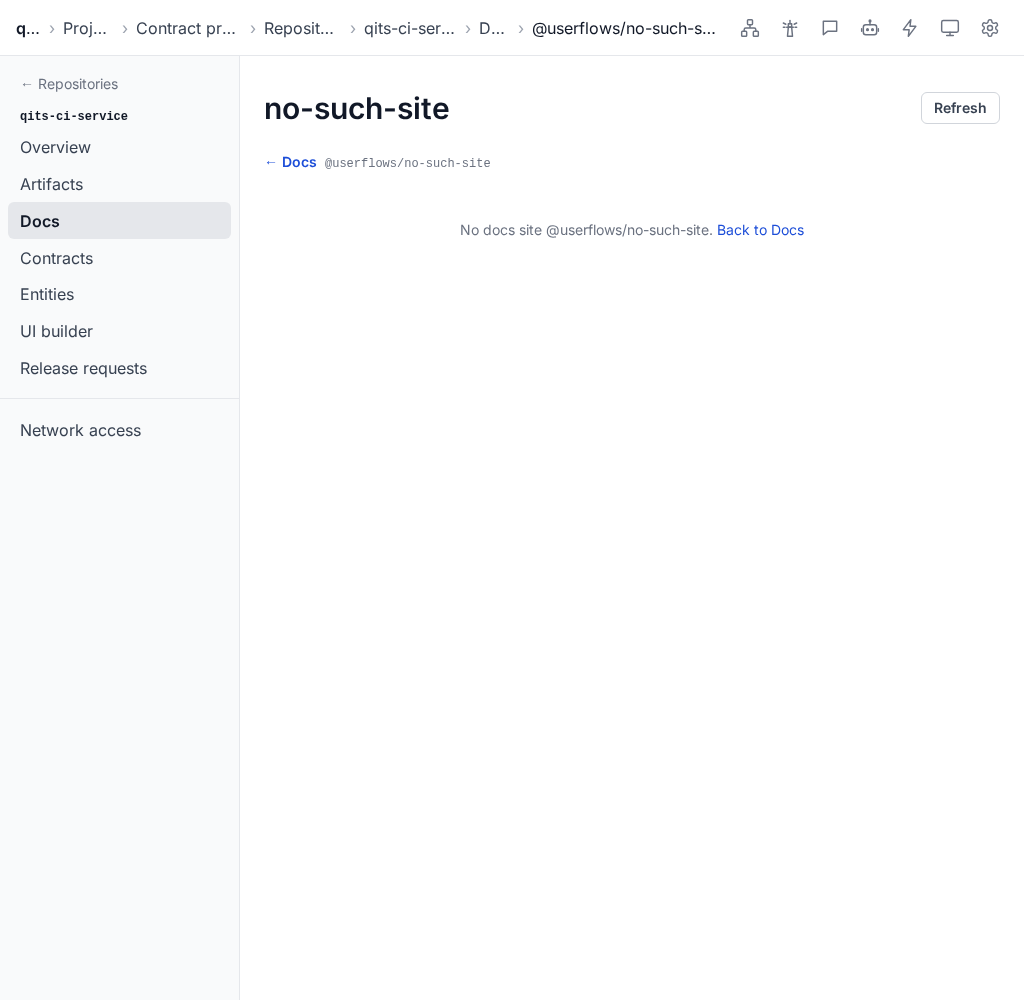 q… › Proj… › Contract pr… › Reposit… › qits-ci-ser… › D… › @userflows/no-such-s…
← Repositories
qits-ci-service
Overview
Artifacts
Docs
Contracts
Entities
UI builder
Release requests
Network access
no-such-site
Refresh
← Docs @userflows/no-such-site
No docs site @userflows/no-such-site. Back to Docs